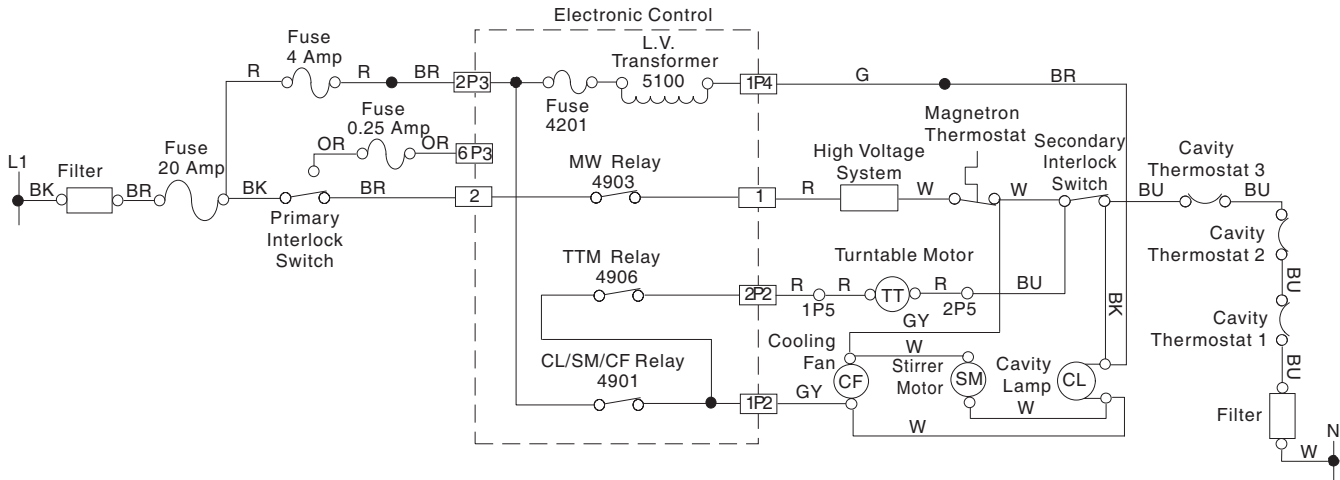 Electronic Control
Fuse
4 Amp
R
R
BR
2P3
L.V.
Transformer
5100
1P4
G
BR
Fuse
4201
Fuse
0.25 Amp
OR
OR
6P3
Magnetron
Thermostat
Secondary
Interlock
Switch
Cavity
Thermostat 3
L1
Filter
Fuse
20 Amp
MW Relay
4903
High Voltage
System
BK
BR
BK
BR
2
1
R
W
W
BU
BU
Primary
Interlock
Switch
Cavity
Thermostat 2
TTM Relay
4906
Turntable Motor
2P2
R
R
TT
R
BU
1P5
2P5
BU
BK
GY
Cooling
Fan
W
Cavity
Thermostat 1
CL/SM/CF Relay
4901
Stirrer
Motor
Cavity
Lamp
CF
SM
CL
BU
1P2
GY
W
W
Filter
W
N